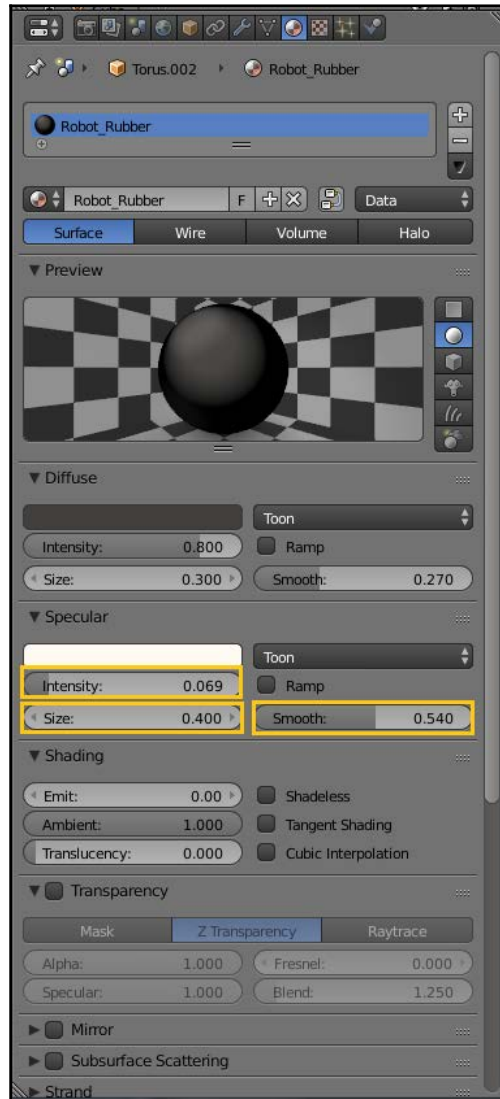 Torus.002 Robot_Rubber
Robot_Rubber
Robot_Rubber F Data
Surface Wire Volume Halo
Preview
Diffuse
Toon
Intensity: 0.800 Ramp
Size: 0.300 Smooth: 0.270
Specular
Toon
Intensity: 0.069 Ramp
Size: 0.400 Smooth: 0.540
Shading
Emit: 0.00 Shadeless
Ambient: 1.000 Tangent Shading
Translucency: 0.000 Cubic Interpolation
Transparency
Mask Z Transparency Raytrace
Alpha: 1.000 Fresnel: 0.000
Specular: 1.000 Blend: 1.250
Mirror
Subsurface Scattering
Strand